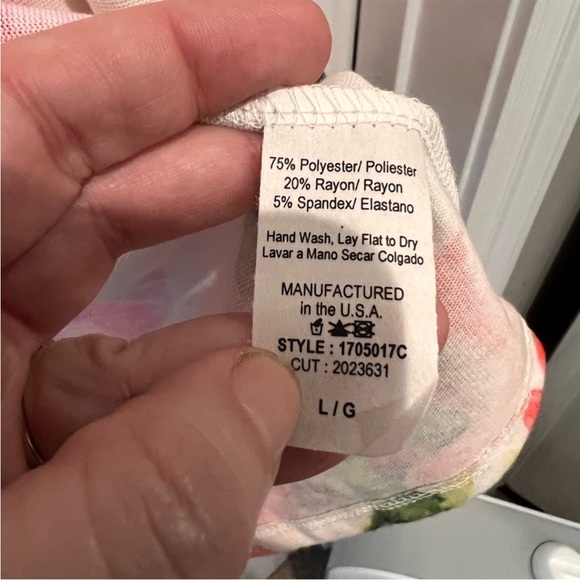 75% Polyester/ Poliester
20% Rayon/ Rayon
5% Spandex/ Elastano
Hand Wash, Lay Flat to Dry
Lavar a Mano Secar Colgado
MANUFACTURED
in the U.S.A.
STYLE : 1705017C
CUT : 2023631
L / G